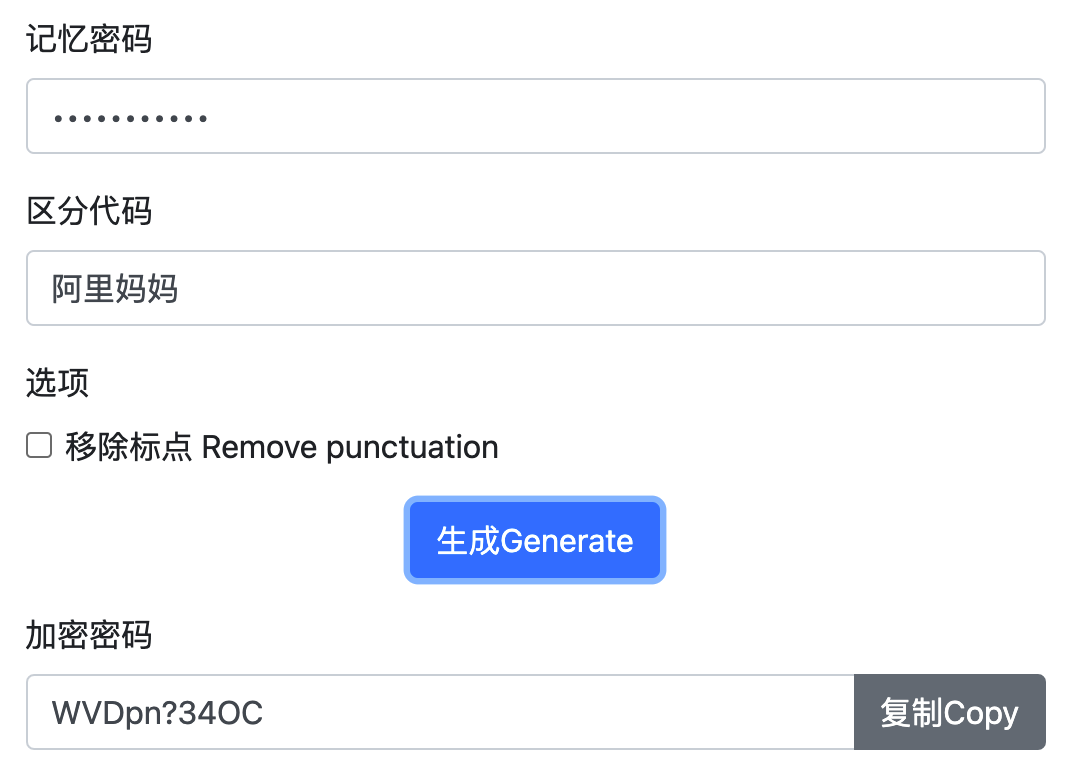 记忆密码
•••••••••••
区分代码
阿里妈妈
选项
移除标点 Remove punctuation
生成Generate
加密密码
WVDpn?34OC
复制Copy